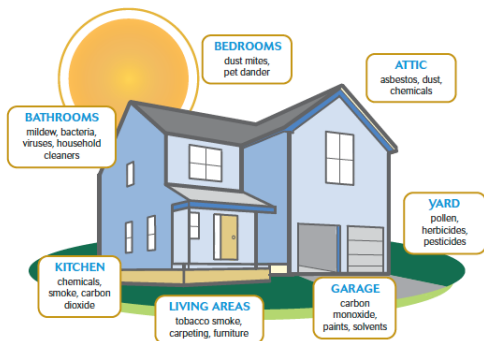 BEDROOMS
dust mites,
pet dander
ATTIC
asbestos, dust,
chemicals
BATHROOMS
mildew, bacteria,
viruses, household
cleaners
YARD
pollen,
herbicides,
pesticides
KITCHEN
chemicals,
smoke, carbon
dioxide
LIVING AREAS
tobacco smoke,
carpeting, furniture
GARAGE
carbon
monoxide,
paints, solvents